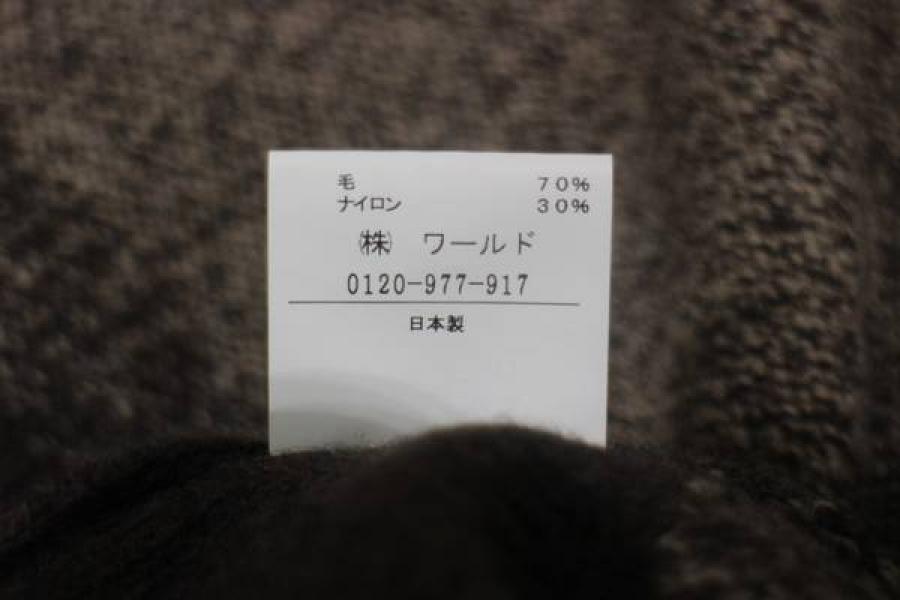 毛 70%
ナイロン 30%
㈱ ワールド
0120-977-917
日本製